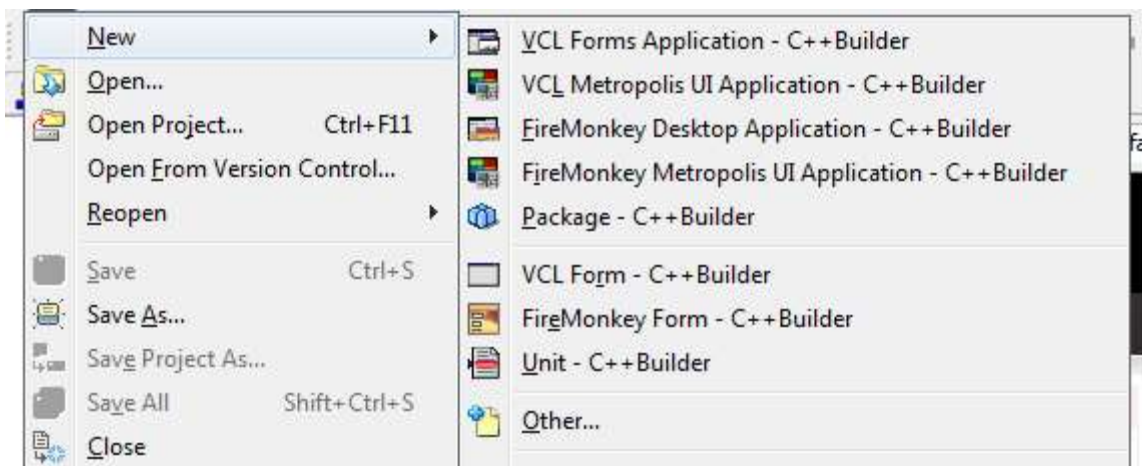 New
Open...
Open Project... Ctrl+F11
Open From Version Control...
Reopen
Save Ctrl+S
Save As...
Save Project As...
Save All Shift+Ctrl+S
Close
VCL Forms Application - C++Builder
VCL Metropolis UI Application - C++Builder
FireMonkey Desktop Application - C++Builder
FireMonkey Metropolis UI Application - C++Builder
Package - C++Builder
VCL Form - C++Builder
FireMonkey Form - C++Builder
Unit - C++Builder
Other...